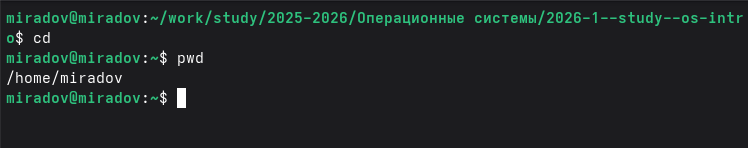 miradov@miradov:~/work/study/2025-2026/Операционные системы/2026-1--study--os-intr
o$ cd
miradov@miradov:~$ pwd
/home/miradov
miradov@miradov:~$